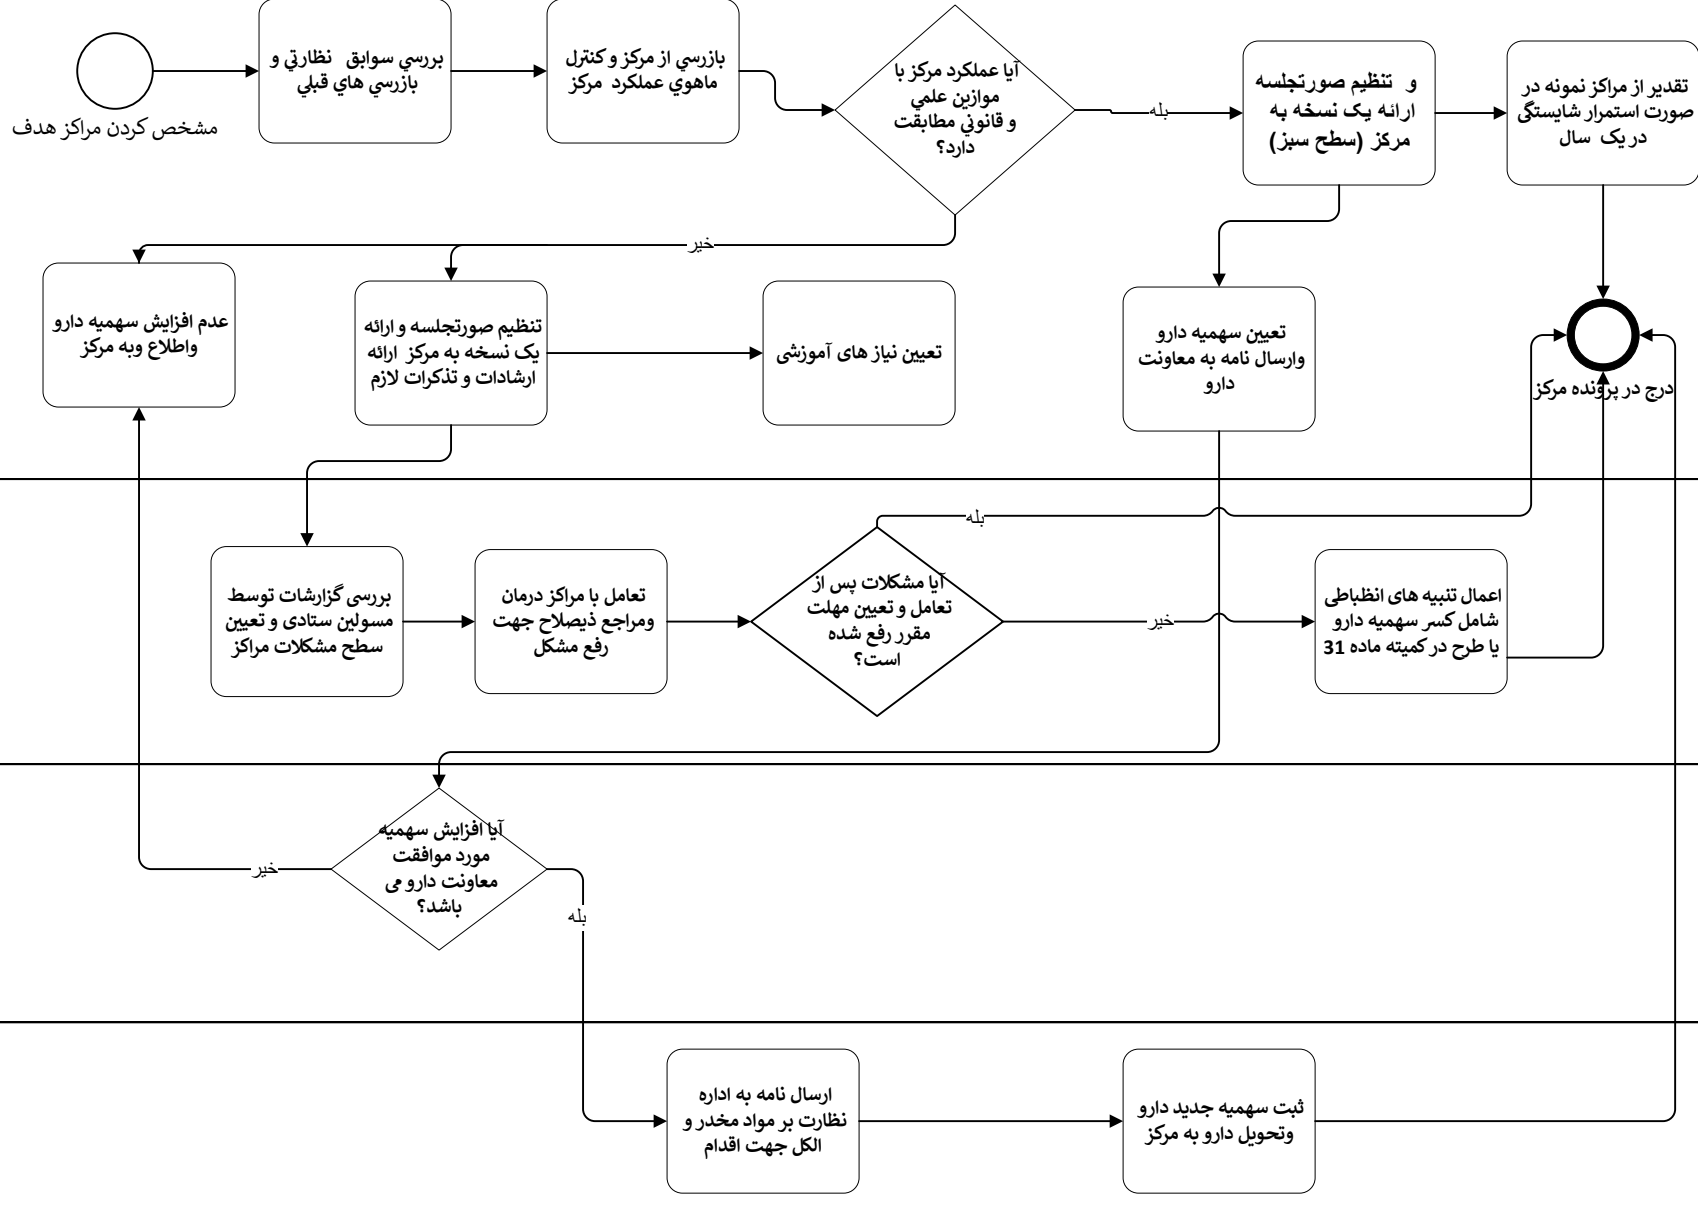 مشخص کردن مراکز هدف
بررسي سوابق نظارتي و
بازرسي هاي قبلي
بازرسي از مرکز و کنترل
ماهوي عملکرد مرکز
آیا عملکرد مرکز با
موازین علمي
و قانوني مطابقت
دارد؟
بله
و تنظیم صورتجلسه
ارائه یک نسخه به
مرکز (سطح سبز)
تقدیر از مراکز نمونه در
صورت استمرار شایستگی
در یک سال
خیر
عدم افزایش سهمیه دارو
واطلاع وبه مرکز
تنظیم صورتجلسه و ارائه
یک نسخه به مرکز ارائه
ارشادات و تذکرات لازم
تعیین نیاز های آموزشی
تعیین سهمیه دارو
وارسال نامه به معاونت
دارو
درج در پرونده مرکز
بله
بررسی گزارشات توسط
مسولین ستادی و تعیین
سطح مشکلات مراکز
تعامل با مراکز درمان
ومراجع ذیصلاح جهت
رفع مشکل
آیا مشکلات پس از
تعامل و تعیین مهلت
مقرر رفع شده
است؟
خیر
اعمال تنبیه های انظباطی
شامل کسر سهمیه دارو
یا طرح در کمیته ماده 31
آیا افزایش سهمیه
مورد موافقت
معاونت دارو می
باشد؟
خیر
بله
ارسال نامه به اداره
نظارت بر مواد مخدر و
الکل جهت اقدام
ثبت سهمیه جدید دارو
وتحویل دارو به مرکز